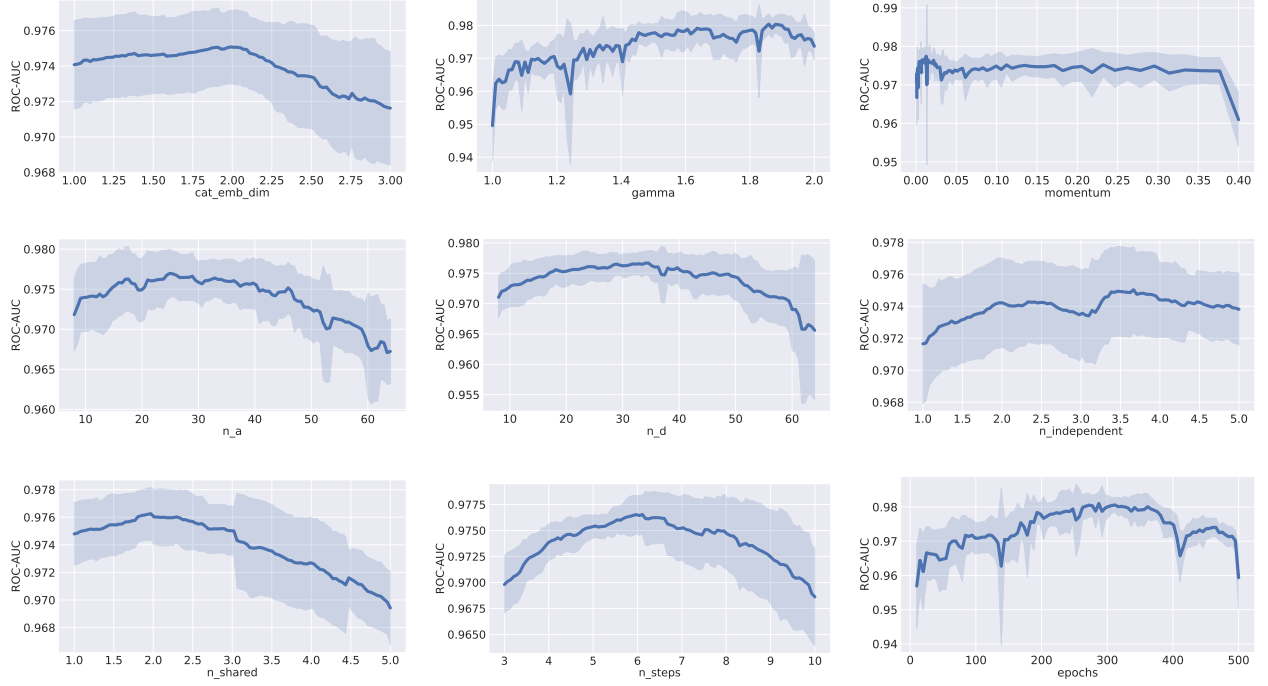 0.976
0.974
0.972
0.970
0.968
ROC-AUC
1.00 1.25 1.50 1.75 2.00 2.25 2.50 2.75 3.00
cat_emb_dim
0.98
0.97
0.96
0.95
0.94
ROC-AUC
1.0 1.2 1.4 1.6 1.8 2.0
gamma
0.99
0.98
0.97
0.96
0.95
ROC-AUC
0.00 0.05 0.10 0.15 0.20 0.25 0.30 0.35 0.40
momentum
0.980
0.975
0.970
0.965
0.960
ROC-AUC
10 20 30 40 50 60
n_a
0.980
0.975
0.970
0.965
0.960
0.955
ROC-AUC
10 20 30 40 50 60
n_d
0.978
0.976
0.974
0.972
0.970
0.968
ROC-AUC
1.0 1.5 2.0 2.5 3.0 3.5 4.0 4.5 5.0
n_independent
0.978
0.976
0.974
0.972
0.970
0.968
ROC-AUC
1.0 1.5 2.0 2.5 3.0 3.5 4.0 4.5 5.0
n_shared
0.9775
0.9750
0.9725
0.9700
0.9675
0.9650
ROC-AUC
3 4 5 6 7 8 9 10
n_steps
0.98
0.97
0.96
0.95
0.94
ROC-AUC
0 100 200 300 400 500
epochs